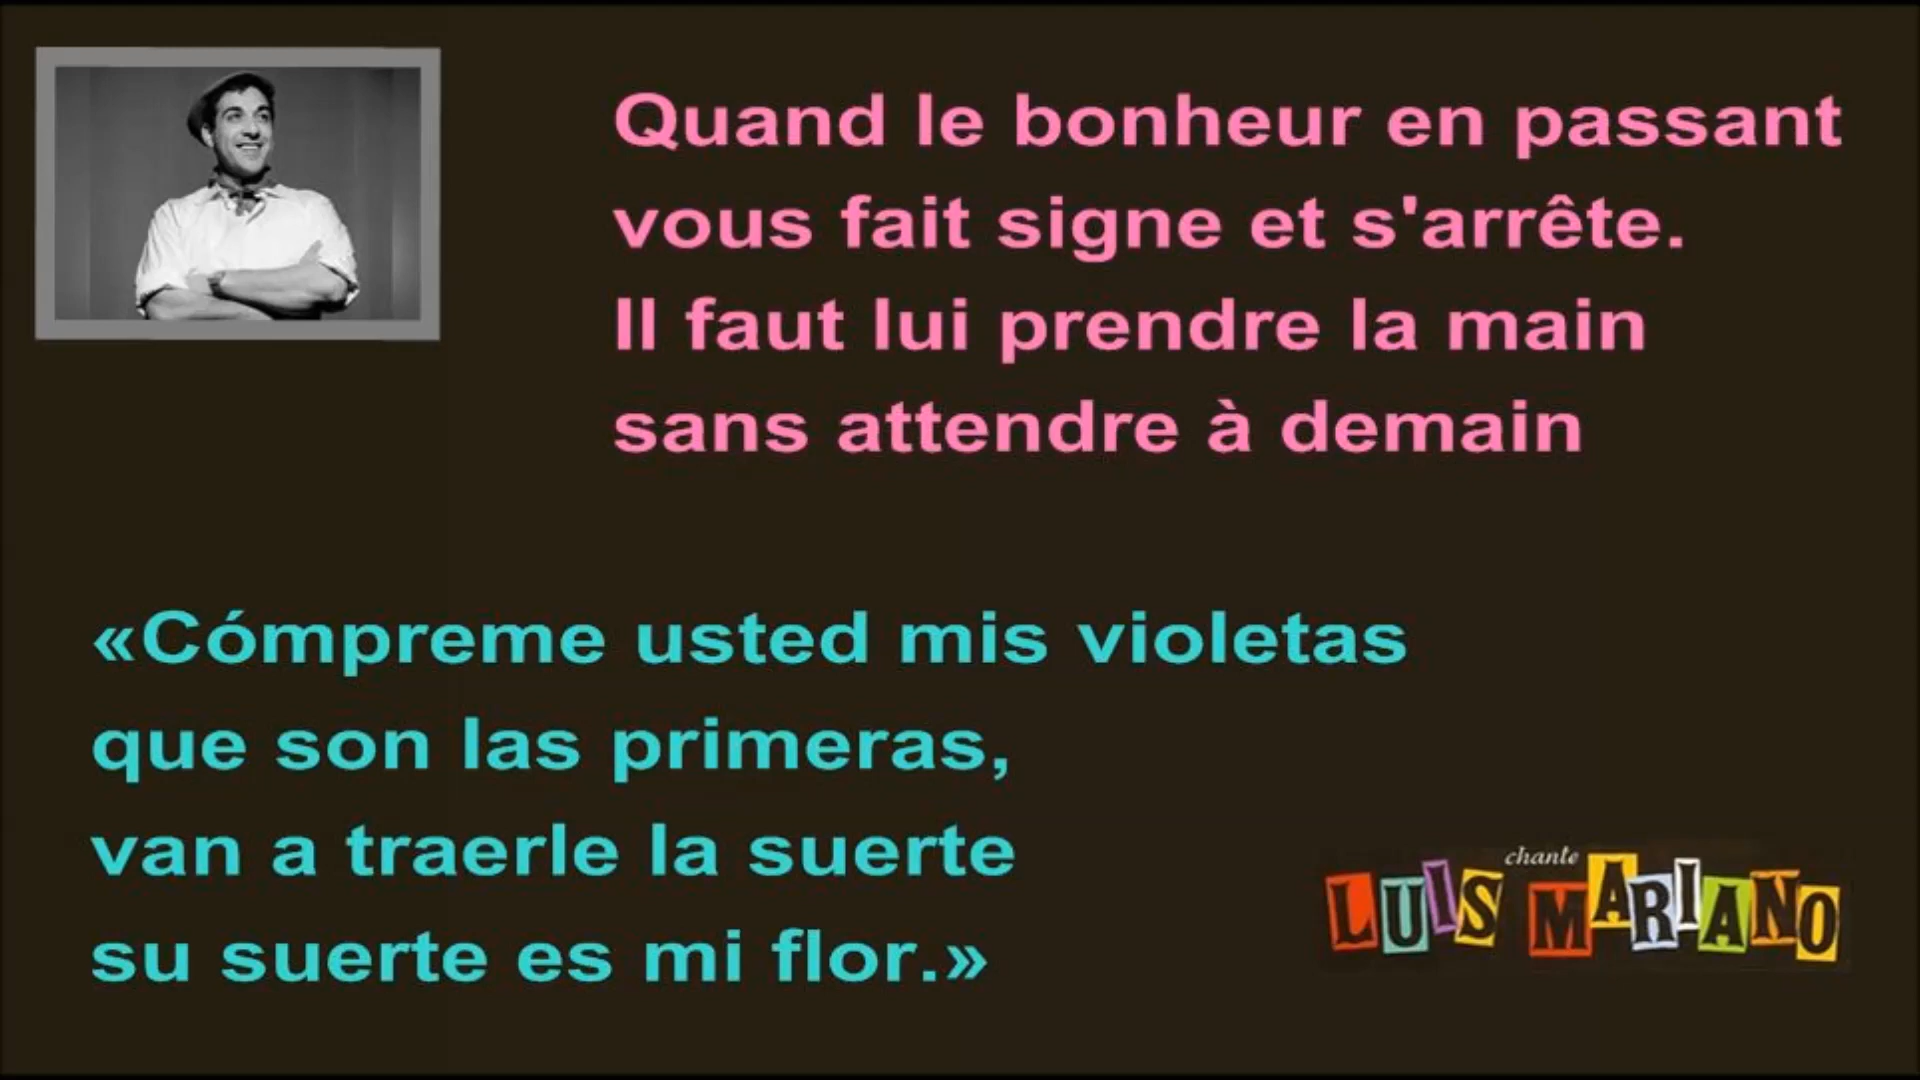 Quand le bonheur en passant
vous fait signe et s'arrête.
Il faut lui prendre la main
sans attendre à demain
«Cómpreme usted mis violetas
que son las primeras,
van a traerle la suerte
su suerte es mi flor.»
chante
LUIS MARIANO